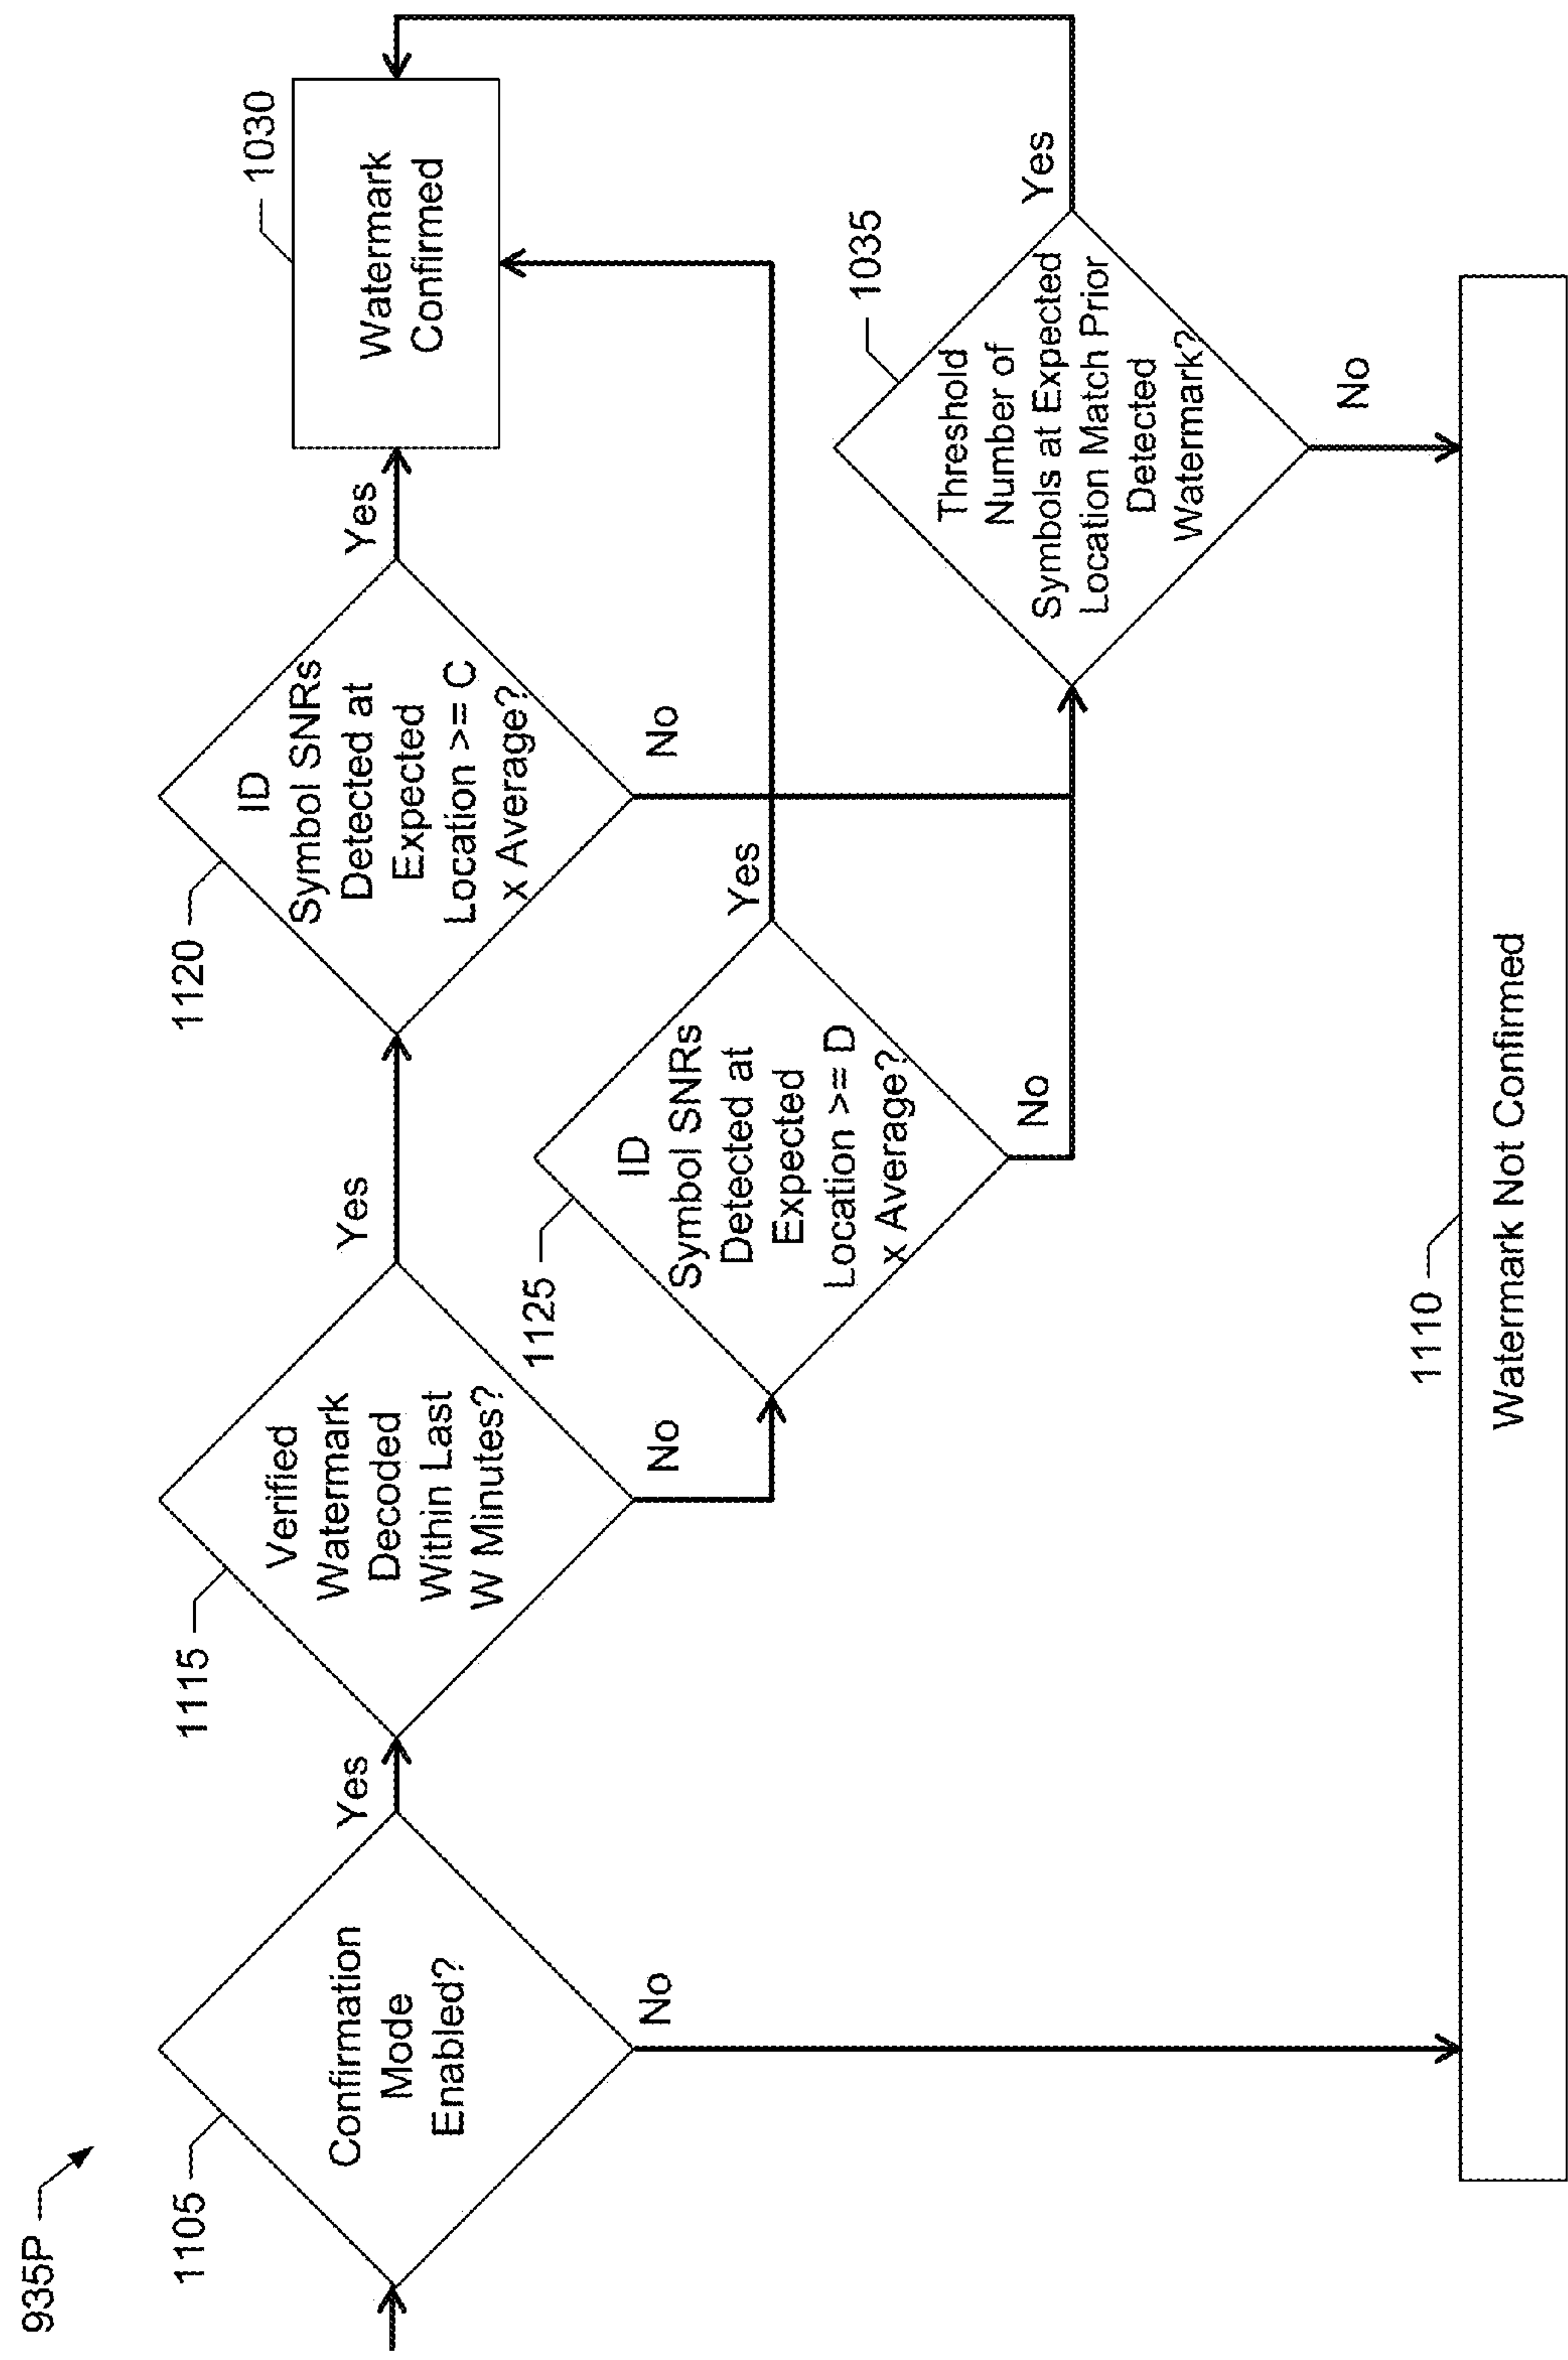 935P
1105
Confirmation
Mode
Enabled?
Yes
No
1115
Verified
Watermark
Decoded
Within Last
W Minutes?
Yes
No
1120
ID
Symbol SNRs
Detected at
Expected
Location >= C
x Average?
Yes
No
1030
Watermark
Confirmed
1125
ID
Symbol SNRs
Detected at
Expected
Location >= D
x Average?
Yes
No
1035
Threshold
Number of
Symbols at Expected
Location Match Prior
Detected
Watermark?
Yes
No
1110
Watermark Not Confirmed